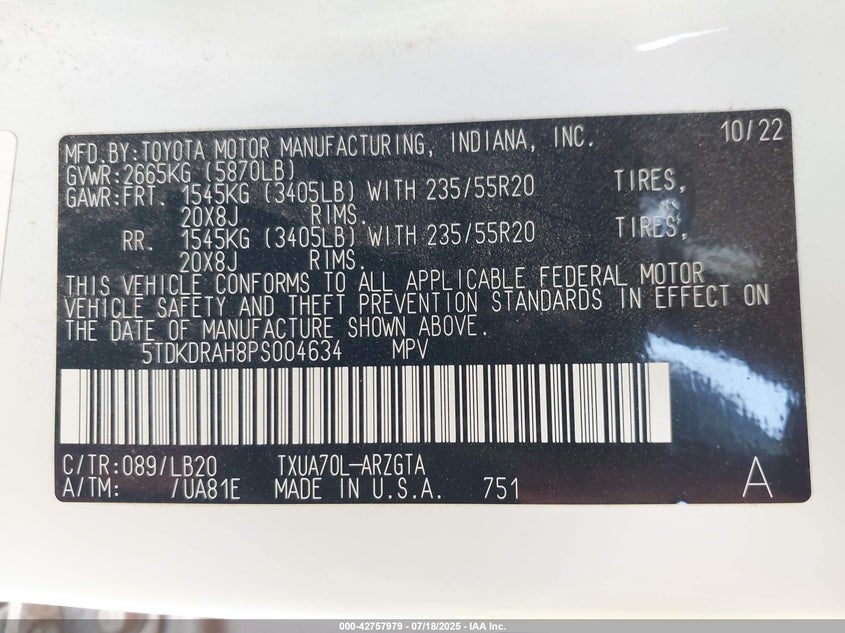 MFD.BY:TOYOTA MOTOR MANUFACTURING, INDIANA, INC. 10/22
GVWR:2665KG (5870LB)
GAWR:FRT. 1545KG (3405LB) WITH 235/55R20 TIRES,
20X8J RIMS.
RR. 1545KG (3405LB) WITH 235/55R20 TIRES,
20X8J RIMS.
THIS VEHICLE CONFORMS TO ALL APPLICABLE FEDERAL MOTOR
VEHICLE SAFETY AND THEFT PREVENTION STANDARDS IN EFFECT ON
THE DATE OF MANUFACTURE SHOWN ABOVE.
5TDKDRAH8PS004634 MPV
C/TR:089/LB20 TXUA70L-ARZGTA
A/TM: /UA81E MADE IN U.S.A. 751 A
000-42757979 - 07/18/2025 - IAA Inc.